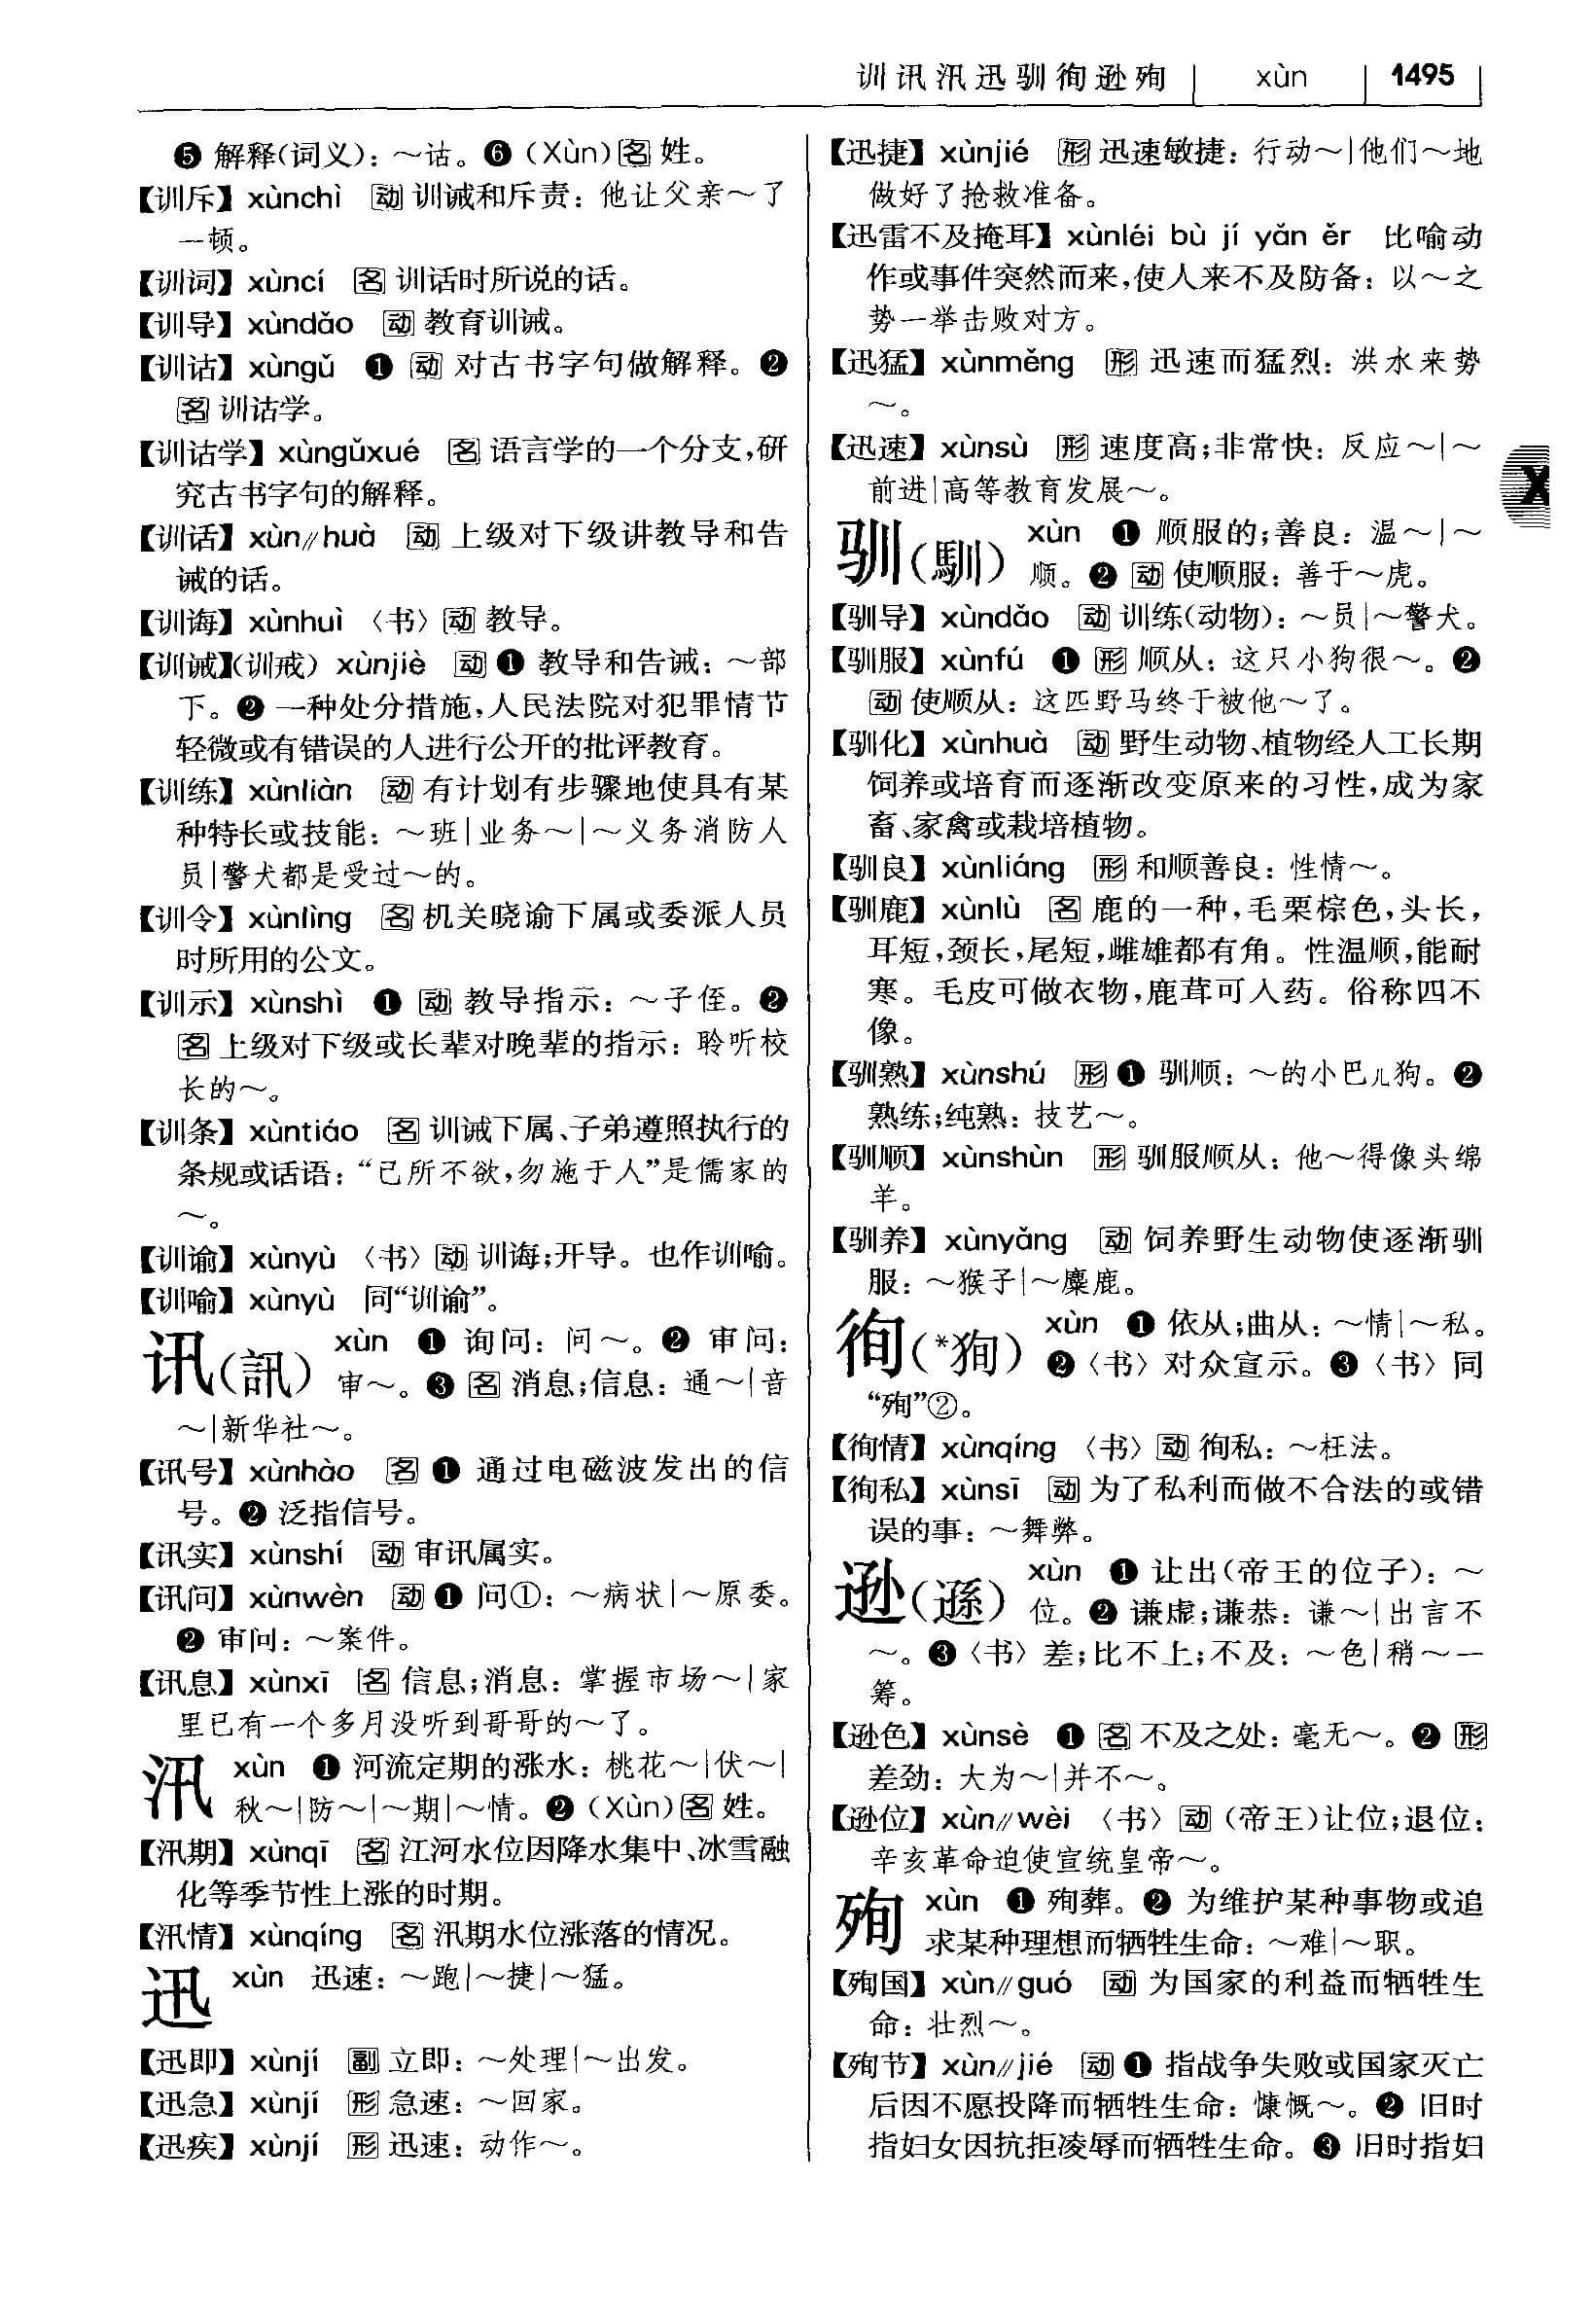 训讯汛迅驯徇逊殉 xùn 1495
❺ 解释(词义)：～诂。❻(Xùn)名 姓。
【训斥】xùnchì 动 训诫和斥责：他让父亲～了
一顿。
【训词】xùncí 名 训话时所说的话。
【训导】xùndǎo 动 教育训诫。
【训诂】xùngǔ ❶ 动 对古书字句做解释。❷
名 训诂学。
【训诂学】xùngǔxué 名 语言学的一个分支，研
究古书字句的解释。
【训话】xùn//huà 动 上级对下级讲教导和告
诫的话。
【训诲】xùnhuì〈书〉动 教导。
【训诫】(训戒) xùnjiè 动 ❶ 教导和告诫：～部
下。❷ 一种处分措施，人民法院对犯罪情节
轻微或有错误的人进行公开的批评教育。
【训练】xùnliàn 动 有计划有步骤地使具有某
种特长或技能：～班|业务～|～义务消防人
员|警犬都是受过～的。
【训令】xùnlìng 名 机关晓谕下属或委派人员
时所用的公文。
【训示】xùnshì ❶ 动 教导指示：～子侄。❷
名 上级对下级或长辈对晚辈的指示：聆听校
长的～。
【训条】xùntiáo 名 训诫下属、子弟遵照执行的
条规或话语：“己所不欲，勿施于人”是儒家的
～。
【训谕】xùnyù〈书〉动 训诲；开导。也作训喻。
【训喻】xùnyù 同“训谕”。
讯(訊) xùn ❶ 询问：问～。❷ 审问：
审～。❸ 名 消息；信息：通～|音
～|新华社～。
【讯号】xùnhào 名 ❶ 通过电磁波发出的信
号。❷ 泛指信号。
【讯实】xùnshí 动 审讯属实。
【讯问】xùnwèn 动 ❶ 问①：～病状|～原委。
❷ 审问：～案件。
【讯息】xùnxī 名 信息；消息：掌握市场～|家
里已有一个多月没听到哥哥的～了。
汛 xùn ❶ 河流定期的涨水：桃花～|伏～|
秋～|防～|～期|～情。❷(Xùn)名 姓。
【汛期】xùnqī 名 江河水位因降水集中、冰雪融
化等季节性上涨的时期。
【汛情】xùnqíng 名 汛期水位涨落的情况。
迅 xùn 迅速：～跑|～捷|～猛。
【迅即】xùnjí 副 立即：～处理|～出发。
【迅急】xùnjí 形 急速：～回家。
【迅疾】xùnjí 形 迅速：动作～。
【迅捷】xùnjié 形 迅速敏捷：行动～|他们～地
做好了抢救准备。
【迅雷不及掩耳】xùnléi bù jí yǎn ěr 比喻动
作或事件突然而来，使人来不及防备：以～之
势一举击败对方。
【迅猛】xùnměng 形 迅速而猛烈：洪水来势
～。
【迅速】xùnsù 形 速度高；非常快：反应～|～
前进|高等教育发展～。
驯(馴) xùn ❶ 顺服的；善良：温～|～
顺。❷ 动 使顺服：善于～虎。
【驯导】xùndǎo 动 训练(动物)：～员|～警犬。
【驯服】xùnfú ❶ 形 顺从：这只小狗很～。❷
动 使顺从：这匹野马终于被他～了。
【驯化】xùnhuà 动 野生动物、植物经人工长期
饲养或培育而逐渐改变原来的习性，成为家
畜、家禽或栽培植物。
【驯良】xùnliáng 形 和顺善良：性情～。
【驯鹿】xùnlù 名 鹿的一种，毛栗棕色，头长，
耳短，颈长，尾短，雌雄都有角。性温顺，能耐
寒。毛皮可做衣物，鹿茸可入药。俗称四不
像。
【驯熟】xùnshú 形 ❶ 驯顺：～的小巴儿狗。❷
熟练；纯熟：技艺～。
【驯顺】xùnshùn 形 驯服顺从：他～得像头绵
羊。
【驯养】xùnyǎng 动 饲养野生动物使逐渐驯
服：～猴子|～麋鹿。
徇(*狥) xùn ❶ 依从；曲从：～情|～私。
❷〈书〉对众宣示。❸〈书〉同
“殉”②。
【徇情】xùnqíng〈书〉动 徇私：～枉法。
【徇私】xùnsī 动 为了私利而做不合法的或错
误的事：～舞弊。
逊(遜) xùn ❶ 让出(帝王的位子)：～
位。❷ 谦虚；谦恭：谦～|出言不
～。❸〈书〉差；比不上；不及：～色|稍～一
筹。
【逊色】xùnsè ❶ 名 不及之处：毫无～。❷ 形
差劲：大为～|并不～。
【逊位】xùn//wèi〈书〉动 (帝王)让位；退位：
辛亥革命迫使宣统皇帝～。
殉 xùn ❶ 殉葬。❷ 为维护某种事物或追
求某种理想而牺牲生命：～难|～职。
【殉国】xùn//guó 动 为国家的利益而牺牲生
命：壮烈～。
【殉节】xùn//jié 动 ❶ 指战争失败或国家灭亡
后因不愿投降而牺牲生命：慷慨～。❷ 旧时
指妇女因抗拒凌辱而牺牲生命。❸ 旧时指妇
X